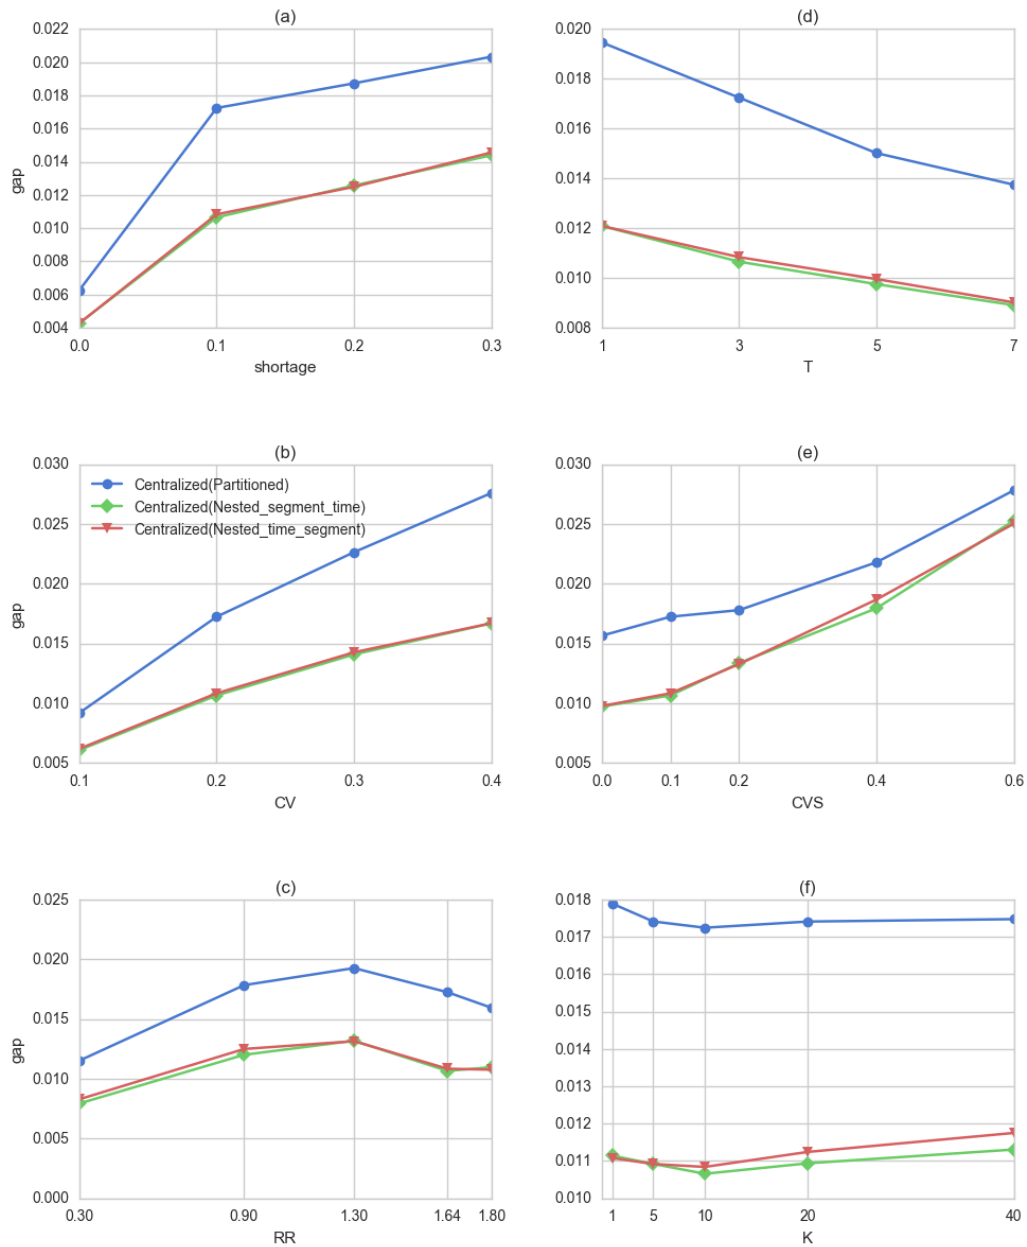 (a)
0.022
0.020
0.018
0.016
0.014
0.012
0.010
0.008
0.006
0.004
gap
0.0 0.1 0.2 0.3
shortage
(d)
0.020
0.018
0.016
0.014
0.012
0.010
0.008
1 3 5 7
T
(b)
0.030
0.025
0.020
0.015
0.010
0.005
gap
Centralized(Partitioned)
Centralized(Nested_segment_time)
Centralized(Nested_time_segment)
0.1 0.2 0.3 0.4
CV
(e)
0.030
0.025
0.020
0.015
0.010
0.005
0.0 0.1 0.2 0.4 0.6
CVS
(c)
0.025
0.020
0.015
0.010
0.005
0.000
gap
0.30 0.90 1.30 1.64 1.80
RR
(f)
0.018
0.017
0.016
0.015
0.014
0.013
0.012
0.011
0.010
1 5 10 20 40
K